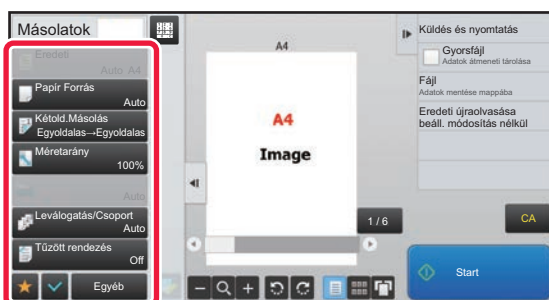 Másolatok
Eredeti
Auto A4
Papír Forrás
Auto
Kétold.Másolás
Egyoldalas→Egyoldalas
Méretarány
100%
Auto
Leválogatás/Csoport
Auto
Tűzött rendezés
Off
Egyéb
A4
A4
Image
1 / 6
Küldés és nyomtatás
Gyorsfájl
Adatok átmeneti tárolása
Fájl
Adatok mentése mappába
Eredeti újraolvasása
beáll. módosítás nélkül
CA
Start